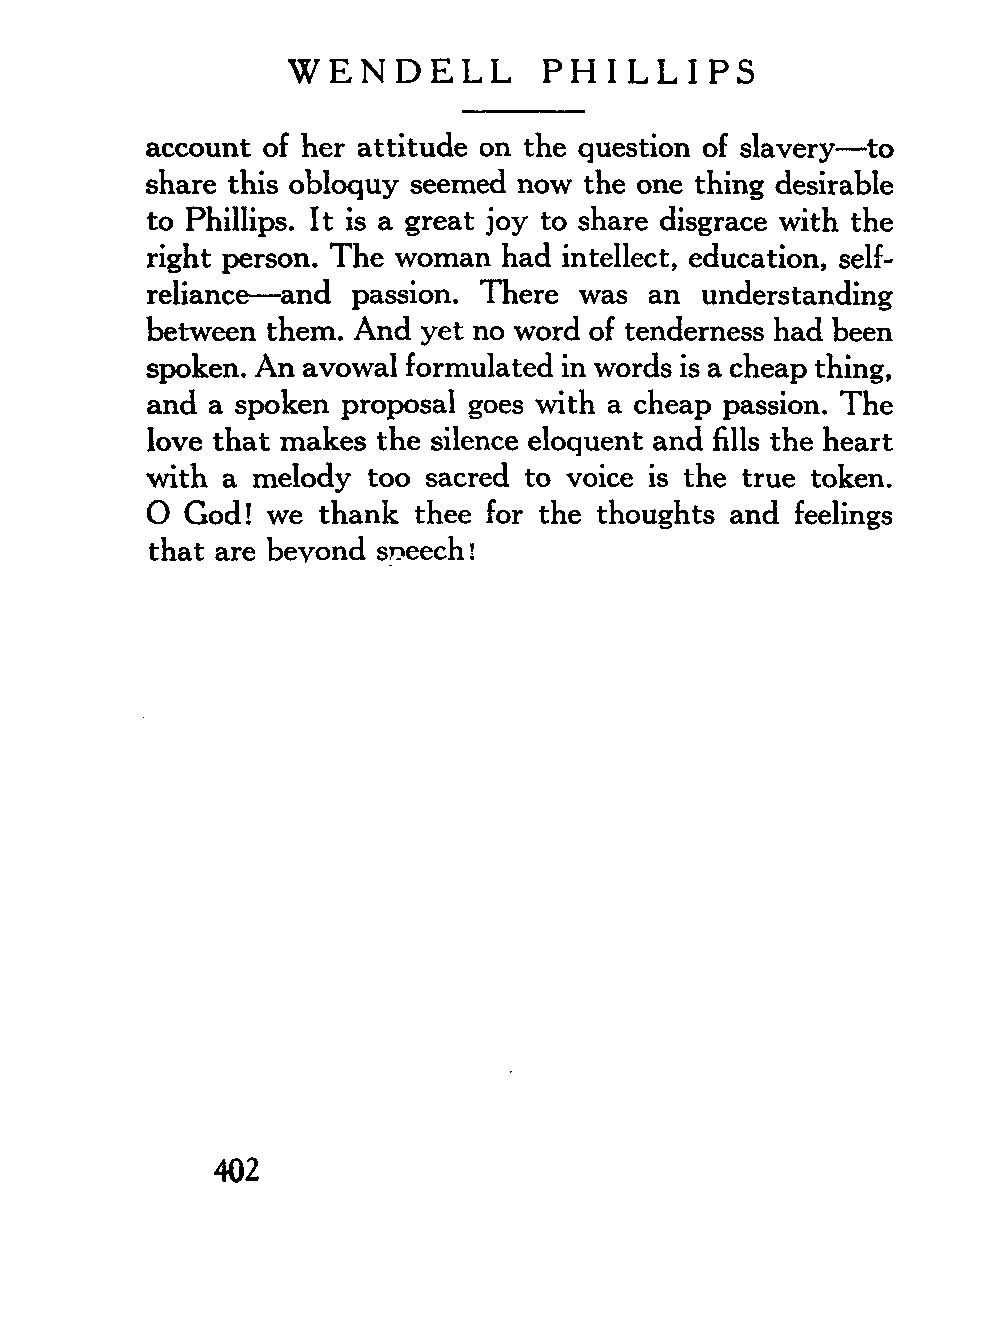 WENDELL PHILLIPS
account of her attitude on the question of slavery—to
share this obloquy seemed now the one thing desirable
to Phillips. It is a great joy to share disgrace with the
right person. The woman had intellect, education, self-
reliance—and passion. There was an understanding
between them. And yet no word of tenderness had been
spoken. An avowal formulated in words is a cheap thing,
and a spoken proposal goes with a cheap passion. The
love that makes the silence eloquent and fills the heart
with a melody too sacred to voice is the true token.
O God! we thank thee for the thoughts and feelings
that are beyond speech!
402